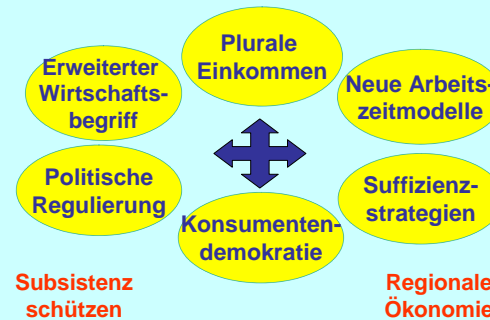 Plurale
Einkommen
Erweiterter
Wirtschafts-
begriff
Neue Arbeits-
zeitmodelle
Politische
Regulierung
Suffizienz-
strategien
Konsumenten-
demokratie
Subsistenz
schützen
Regionale
Ökonomie